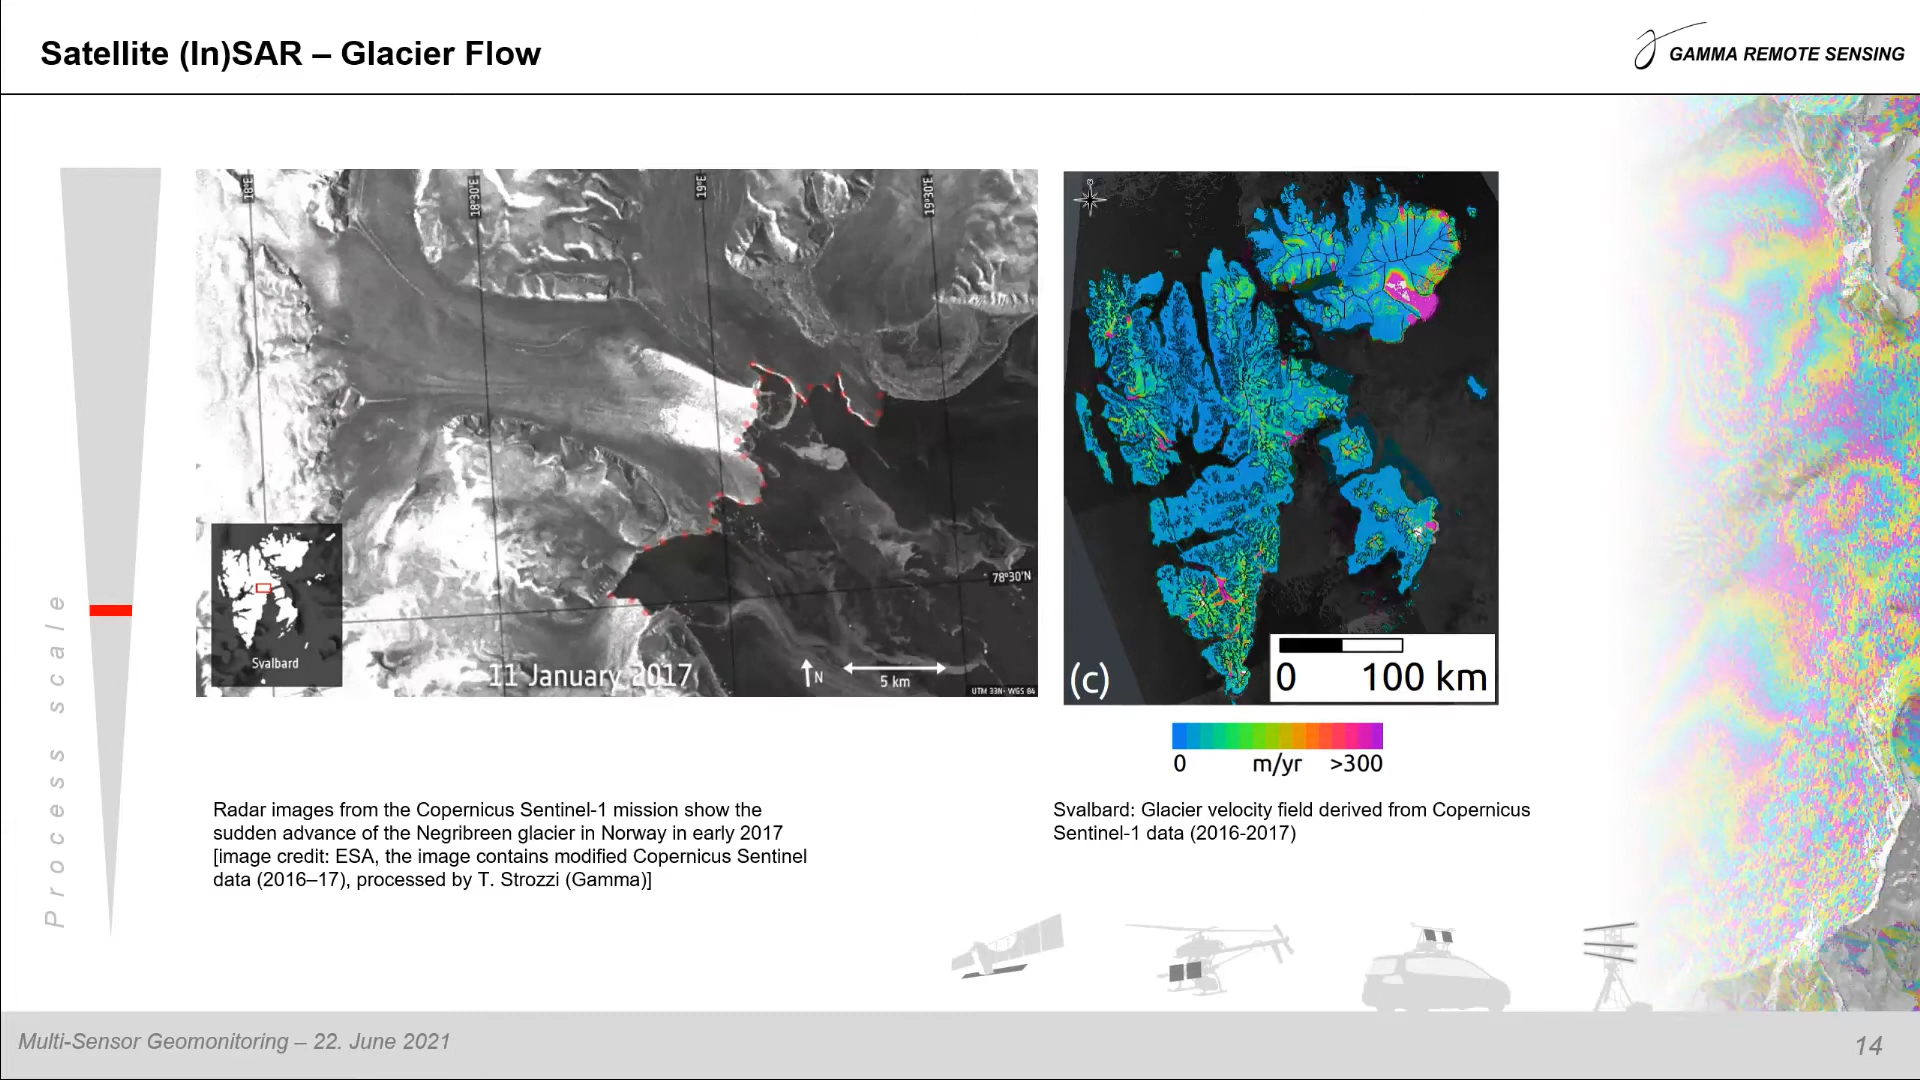 Satellite (In)SAR – Glacier Flow
GAMMA REMOTE SENSING
Process scale
18°E
18°30'E
19°E
19°30'E
78°30'N
Svalbard
11 January 2017
N
5 km
UTM 33N - WGS 84
(c)
0 100 km
0 m/yr >300
Radar images from the Copernicus Sentinel-1 mission show the
sudden advance of the Negribreen glacier in Norway in early 2017
[image credit: ESA, the image contains modified Copernicus Sentinel
data (2016–17), processed by T. Strozzi (Gamma)]
Svalbard: Glacier velocity field derived from Copernicus
Sentinel-1 data (2016-2017)
Multi-Sensor Geomonitoring – 22. June 2021
14